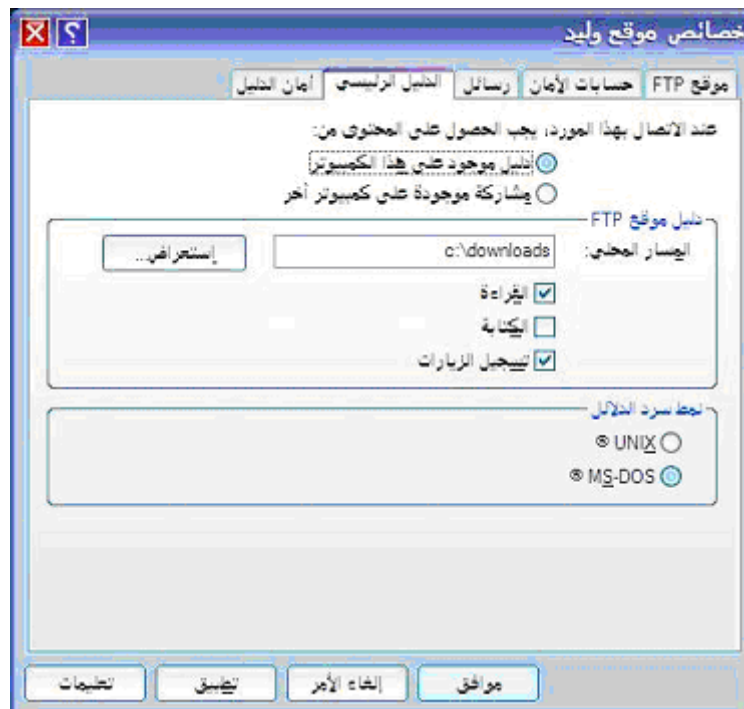 خصائص موقع وليد
موقع FTP حسابات الأمان رسائل الدليل الرئيسي أمان الدليل
عند الاتصال بهذا المورد، يجب الحصول على المحتوى من:
دليل موجود على هذا الكمبيوتر
مشاركة موجودة على كمبيوتر آخر
دليل موقع FTP
المسار المحلي: c:\downloads إستعراض...
القراءة
الكتابة
تسجيل الزيارات
نمط سرد الدلائل
UNIX ®
MS-DOS ®
موافق إلغاء الأمر تطبيق تعليمات